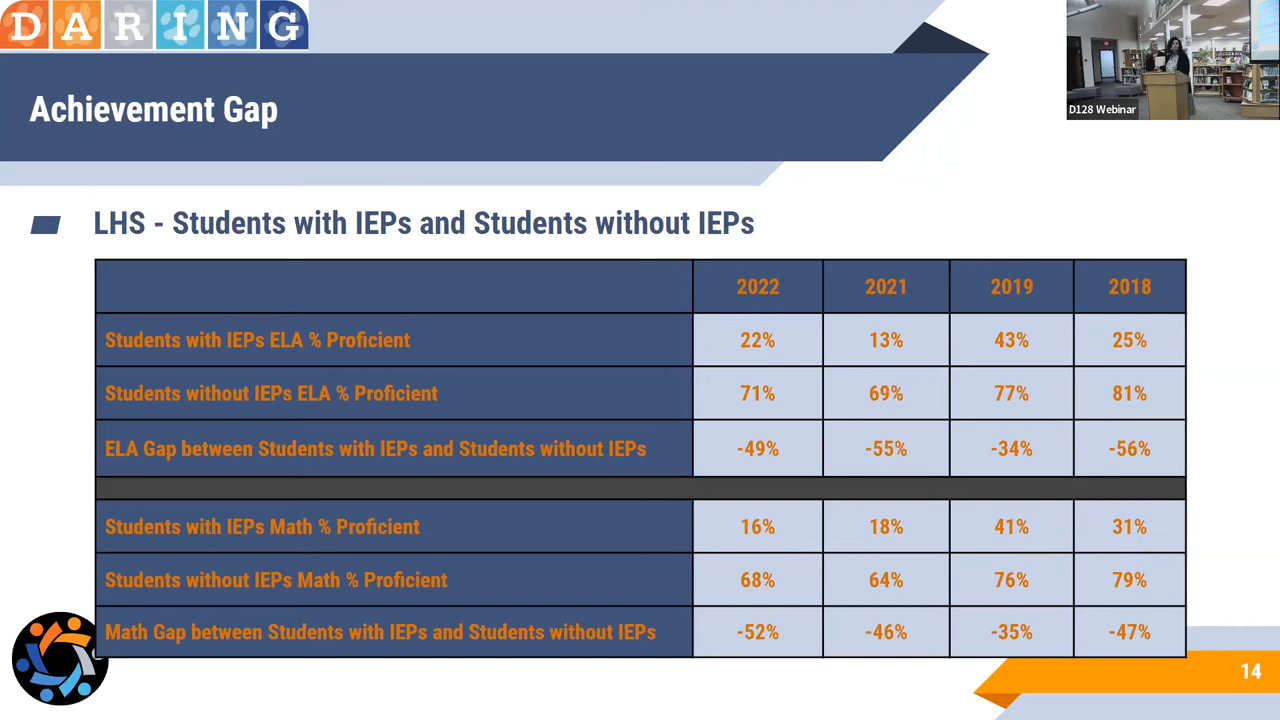 DARING
D128 Webinar
Achievement Gap
LHS - Students with IEPs and Students without IEPs
2022 2021 2019 2018
Students with IEPs ELA % Proficient 22% 13% 43% 25%
Students without IEPs ELA % Proficient 71% 69% 77% 81%
ELA Gap between Students with IEPs and Students without IEPs -49% -55% -34% -56%
Students with IEPs Math % Proficient 16% 18% 41% 31%
Students without IEPs Math % Proficient 68% 64% 76% 79%
Math Gap between Students with IEPs and Students without IEPs -52% -46% -35% -47%
14